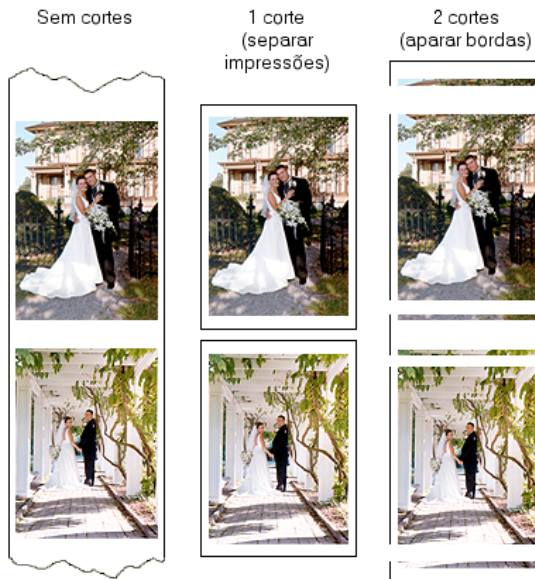 Sem cortes
1 corte
(separar
impressões)
2 cortes
(aparar bordas)